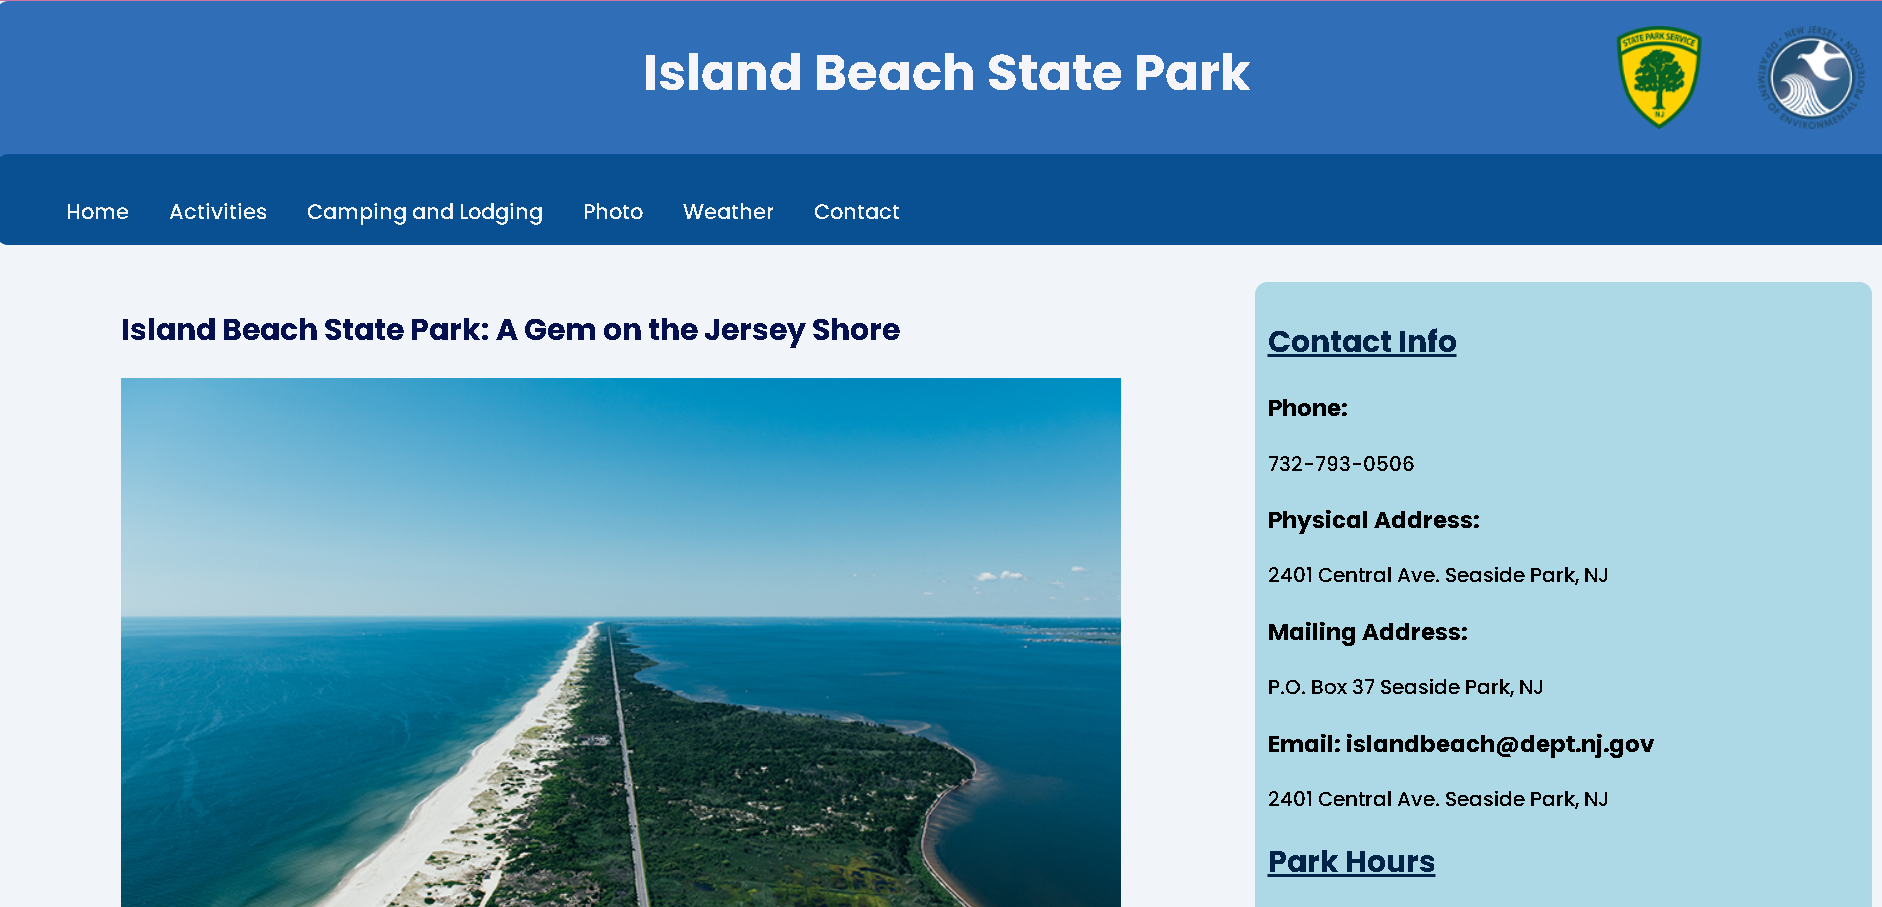 Island Beach State Park
STATE PARK SERVICE
NJ
NEW JERSEY
DEPARTMENT OF ENVIRONMENTAL PROTECTION
Home Activities Camping and Lodging Photo Weather Contact
Island Beach State Park: A Gem on the Jersey Shore
Contact Info
Phone:
732-793-0506
Physical Address:
2401 Central Ave. Seaside Park, NJ
Mailing Address:
P.O. Box 37 Seaside Park, NJ
Email: islandbeach@dept.nj.gov
2401 Central Ave. Seaside Park, NJ
Park Hours